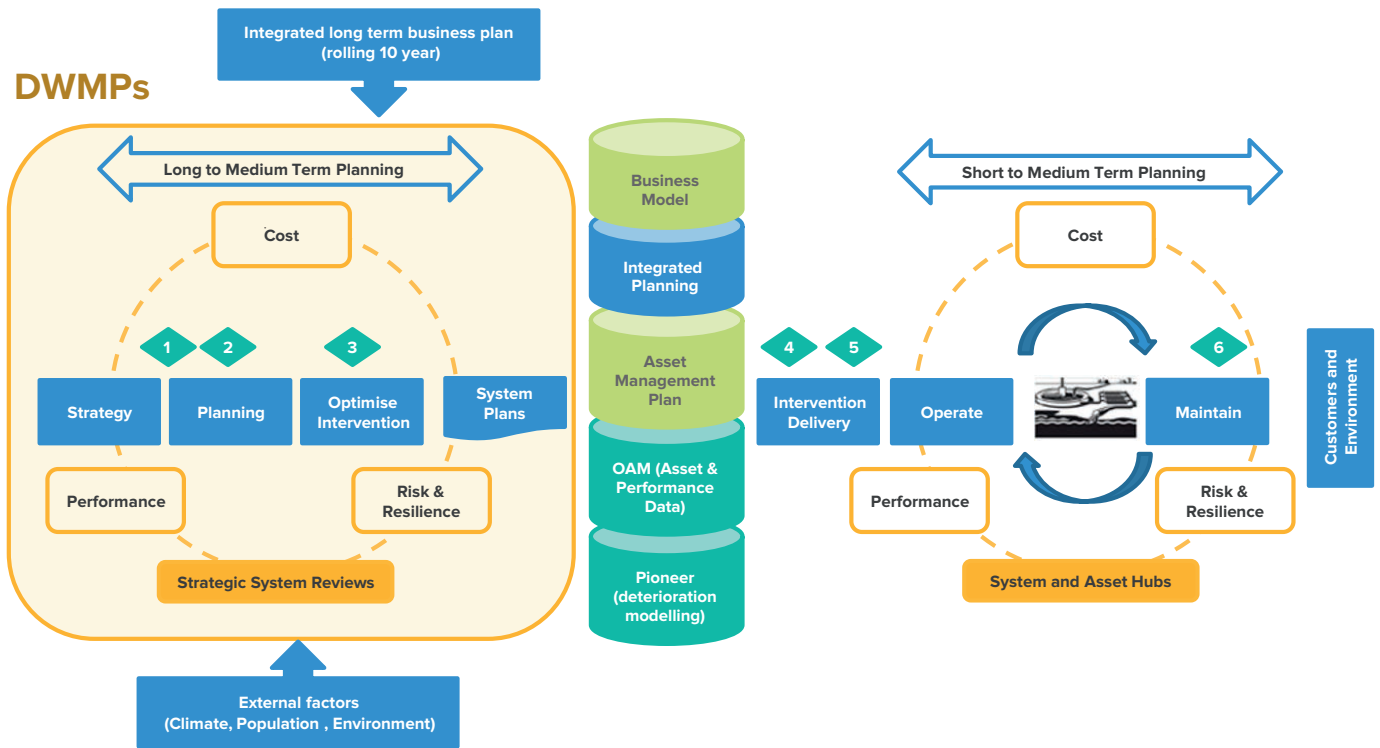 Integrated long term business plan
(rolling 10 year)
DWMPs
Long to Medium Term Planning
Cost
1
2
3
Strategy
Planning
Optimise
Intervention
System
Plans
Performance
Risk &
Resilience
Strategic System Reviews
External factors
(Climate, Population , Environment)
Business
Model
Integrated
Planning
Asset
Management
Plan
OAM (Asset &
Performance
Data)
Pioneer
(deterioration
modelling)
Short to Medium Term Planning
Cost
4
5
6
Intervention
Delivery
Operate
Maintain
Performance
Risk &
Resilience
System and Asset Hubs
Customers and
Environment